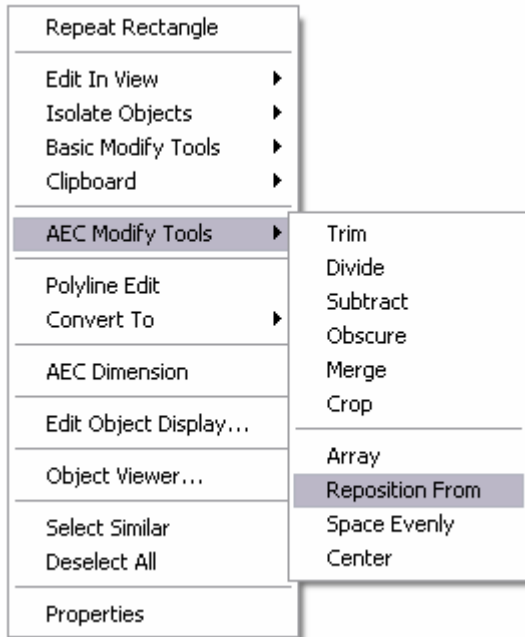 Repeat Rectangle
Edit In View
Isolate Objects
Basic Modify Tools
Clipboard
AEC Modify Tools
Polyline Edit
Convert To
AEC Dimension
Edit Object Display...
Object Viewer...
Select Similar
Deselect All
Properties
Trim
Divide
Subtract
Obscure
Merge
Crop
Array
Reposition From
Space Evenly
Center